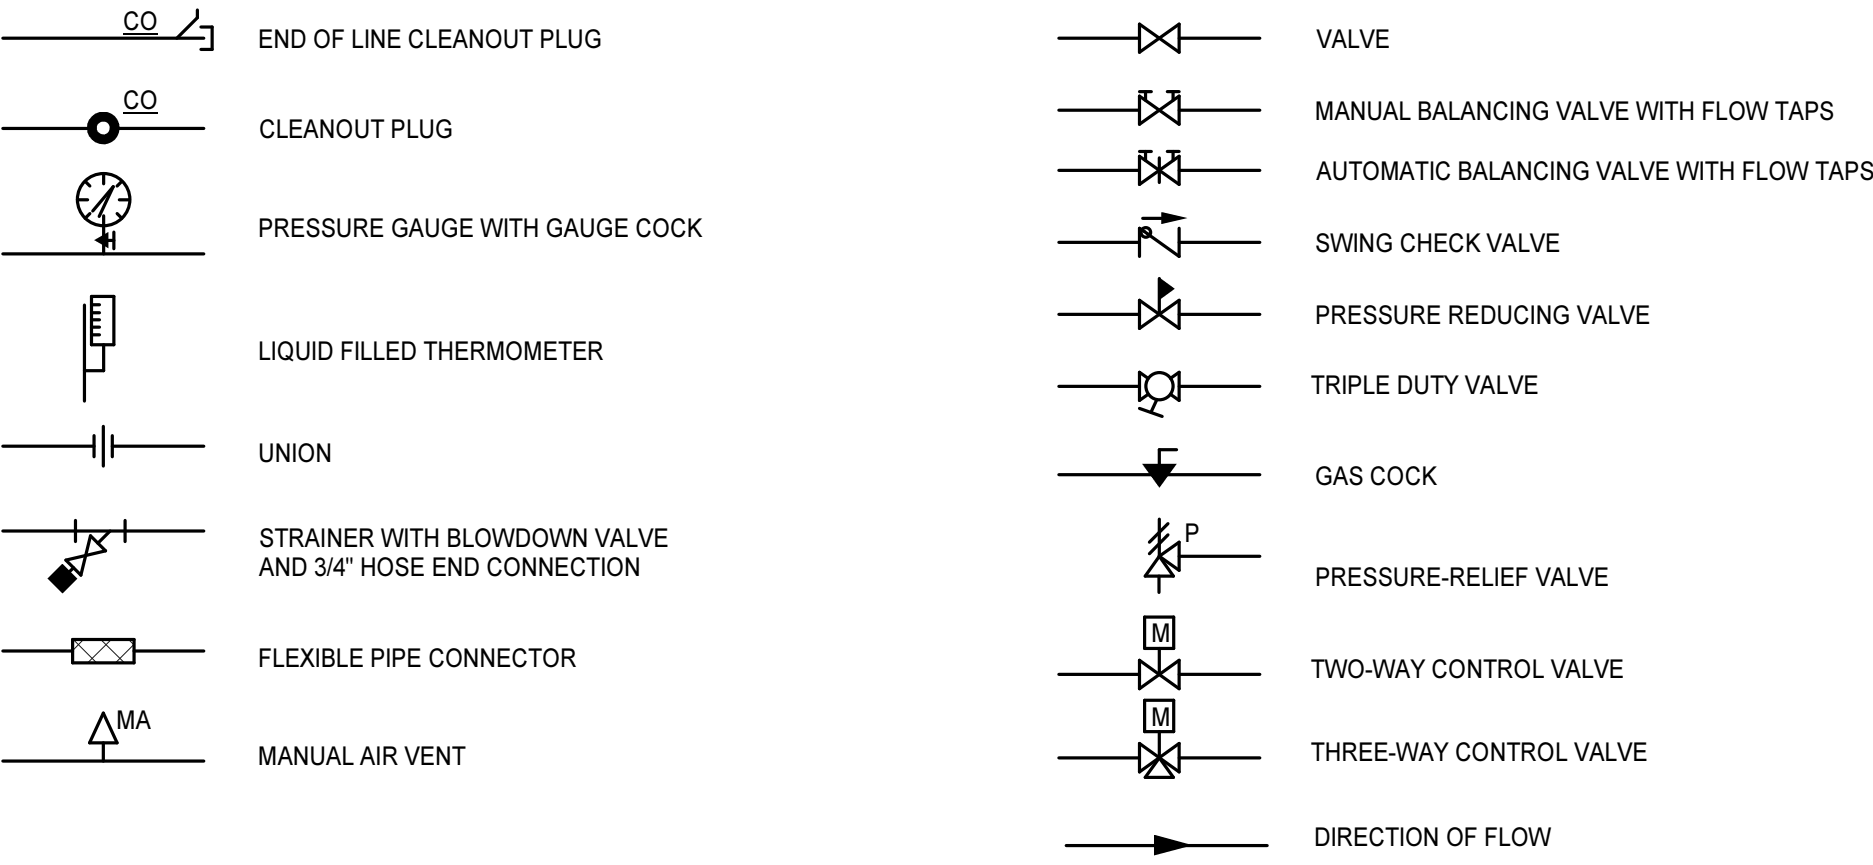 CO
END OF LINE CLEANOUT PLUG
CO
CLEANOUT PLUG
PRESSURE GAUGE WITH GAUGE COCK
LIQUID FILLED THERMOMETER
UNION
STRAINER WITH BLOWDOWN VALVE
AND 3/4" HOSE END CONNECTION
FLEXIBLE PIPE CONNECTOR
MA
MANUAL AIR VENT
VALVE
MANUAL BALANCING VALVE WITH FLOW TAPS
AUTOMATIC BALANCING VALVE WITH FLOW TAPS
SWING CHECK VALVE
PRESSURE REDUCING VALVE
TRIPLE DUTY VALVE
GAS COCK
P
PRESSURE-RELIEF VALVE
M
TWO-WAY CONTROL VALVE
M
THREE-WAY CONTROL VALVE
DIRECTION OF FLOW